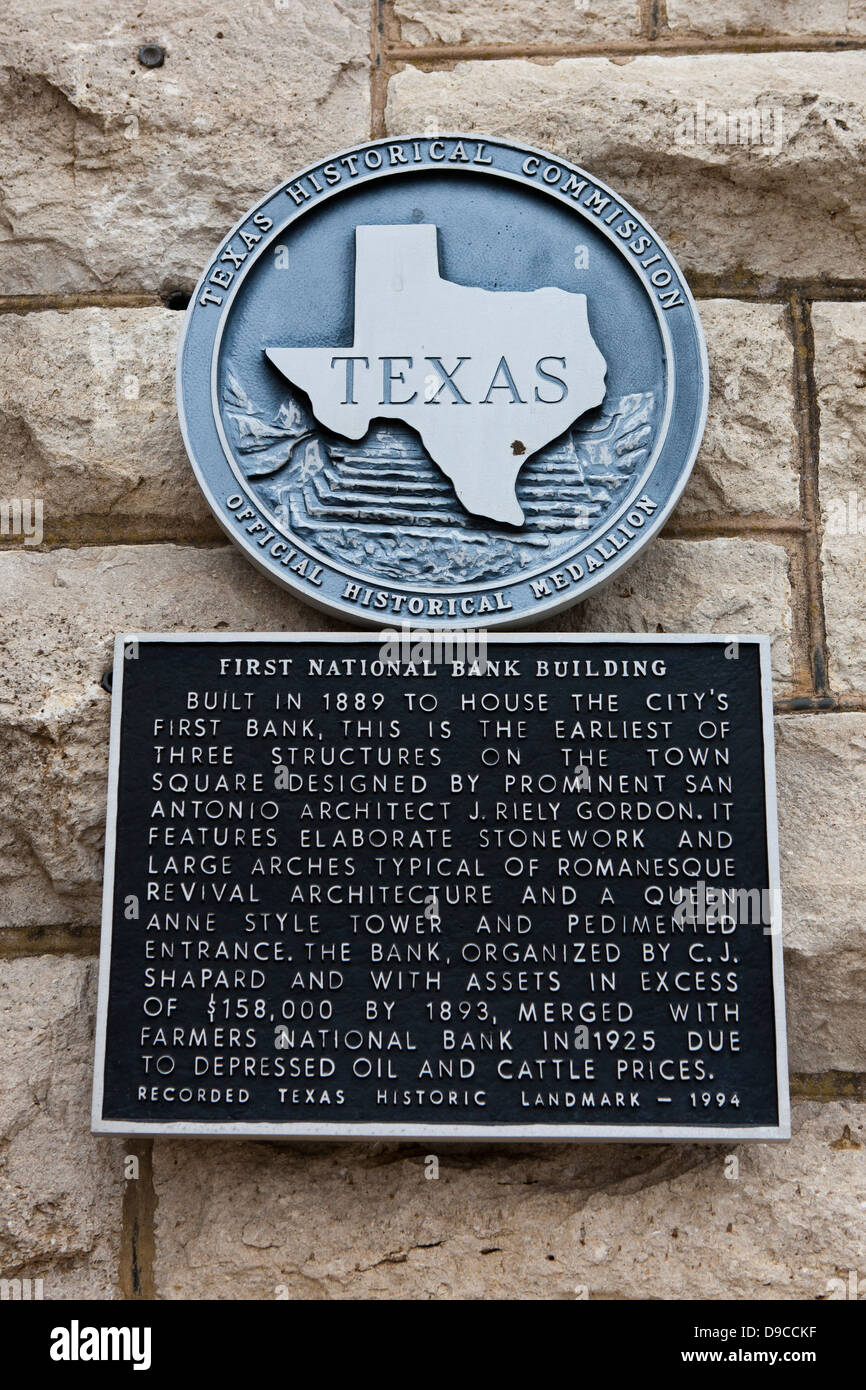 TEXAS HISTORICAL COMMISSION
TEXAS
OFFICIAL HISTORICAL MEDALLION
FIRST NATIONAL BANK BUILDING
BUILT IN 1889 TO HOUSE THE CITY'S
FIRST BANK, THIS IS THE EARLIEST OF
THREE STRUCTURES ON THE TOWN
SQUARE DESIGNED BY PROMINENT SAN
ANTONIO ARCHITECT J. RIELY GORDON. IT
FEATURES ELABORATE STONEWORK AND
LARGE ARCHES TYPICAL OF ROMANESQUE
REVIVAL ARCHITECTURE AND A QUEEN
ANNE STYLE TOWER AND PEDIMENTED
ENTRANCE. THE BANK, ORGANIZED BY C. J.
SHAPARD AND WITH ASSETS IN EXCESS
OF $158,000 BY 1893, MERGED WITH
FARMERS NATIONAL BANK IN 1925 DUE
TO DEPRESSED OIL AND CATTLE PRICES.
RECORDED TEXAS HISTORIC LANDMARK – 1994
alamy
alamy
a
a
a
alamy
Image ID: D9CCKF
www.alamy.com